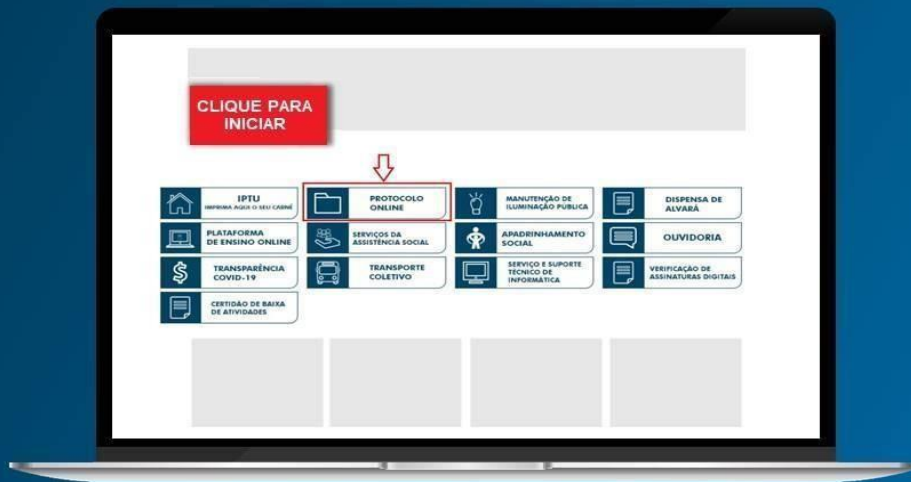 CLIQUE PARA
INICIAR
IPTU
IMPRIMA AQUI O SEU CARNÊ
PROTOCOLO
ONLINE
MANUTENÇÃO DE
ILUMINAÇÃO PÚBLICA
DISPENSA DE
ALVARÁ
PLATAFORMA
DE ENSINO ONLINE
SERVIÇOS DA
ASSISTÊNCIA SOCIAL
APADRINHAMENTO
SOCIAL
OUVIDORIA
TRANSPARÊNCIA
COVID-19
TRANSPORTE
COLETIVO
SERVIÇO E SUPORTE
TÉCNICO DE
INFORMÁTICA
VERIFICAÇÃO DE
ASSINATURAS DIGITAIS
CERTIDÃO DE BAIXA
DE ATIVIDADES